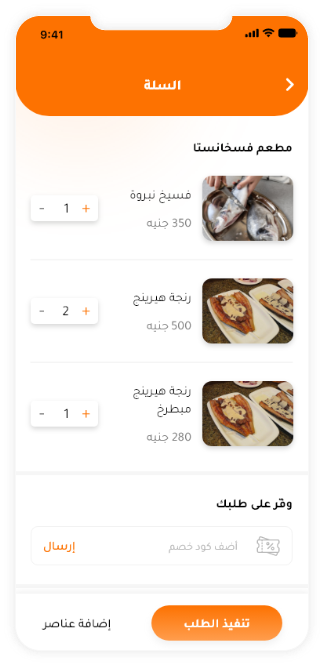 9:41
السلة
مطعم فسخانستا
فسيخ نبروة
350 جنيه
- 1 +
رنجة هيرينج
500 جنيه
- 2 +
رنجة هيرينج
مبطرخ
280 جنيه
- 1 +
وفّر على طلبك
أضف كود خصم
إرسال
تنفيذ الطلب
إضافة عناصر